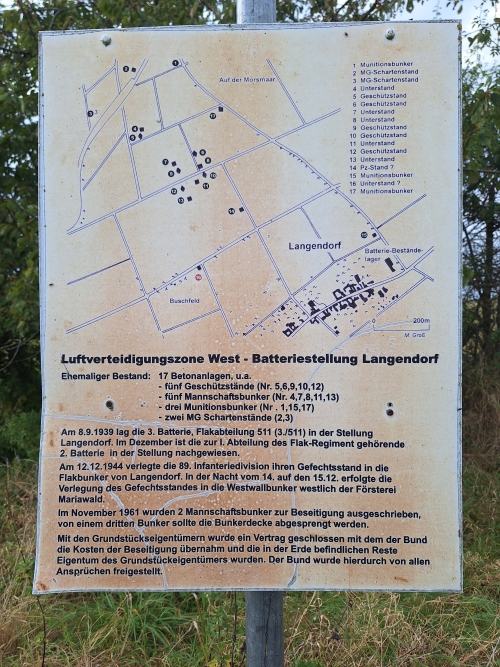 Auf der Morsmaar
1 Munitionsbunker
2 MG-Schartenstand
3 MG-Schartenstand
4 Unterstand
5 Geschützstand
6 Geschützstand
7 Unterstand
8 Unterstand
9 Geschützstand
10 Geschützstand
11 Unterstand
12 Geschützstand
13 Unterstand
14 Pz-Stand ?
15 Munitionsbunker
16 Unterstand ?
17 Munitionsbunker
Langendorf
Batterie-Bestände-
lager
Buschfeld
0 200m
M. Groß
Luftverteidigungszone West - Batteriestellung Langendorf
Ehemaliger Bestand: 17 Betonanlagen, u.a.
- fünf Geschützstände (Nr. 5,6,9,10,12)
- fünf Mannschaftsbunker (Nr. 4,7,8,11,13)
- drei Munitionsbunker (Nr . 1,15,17)
- zwei MG Schartenstände (2,3)
Am 8.9.1939 lag die 3. Batterie, Flakabteilung 511 (3./511) in der Stellung
Langendorf. Im Dezember ist die zur I. Abteilung des Flak-Regiment gehörende
2. Batterie in der Stellung nachgewiesen.
Am 12.12.1944 verlegte die 89. Infanteriedivision ihren Gefechtsstand in die
Flakbunker von Langendorf. In der Nacht vom 14. auf den 15.12. erfolgte die
Verlegung des Gefechtsstands in die Westwallbunker westlich der Försterei
Mariawald.
Im November 1961 wurden 2 Mannschaftsbunker zur Beseitigung ausgeschrieben,
von einem dritten Bunker sollte die Bunkerdecke abgesprengt werden.
Mit den Grundstückseigentümern wurde ein Vertrag geschlossen mit dem der Bund
die Kosten der Beseitigung übernahm und die in der Erde befindlichen Reste
Eigentum des Grundstückeigentümers wurden. Der Bund wurde hierdurch von allen
Ansprüchen freigestellt.